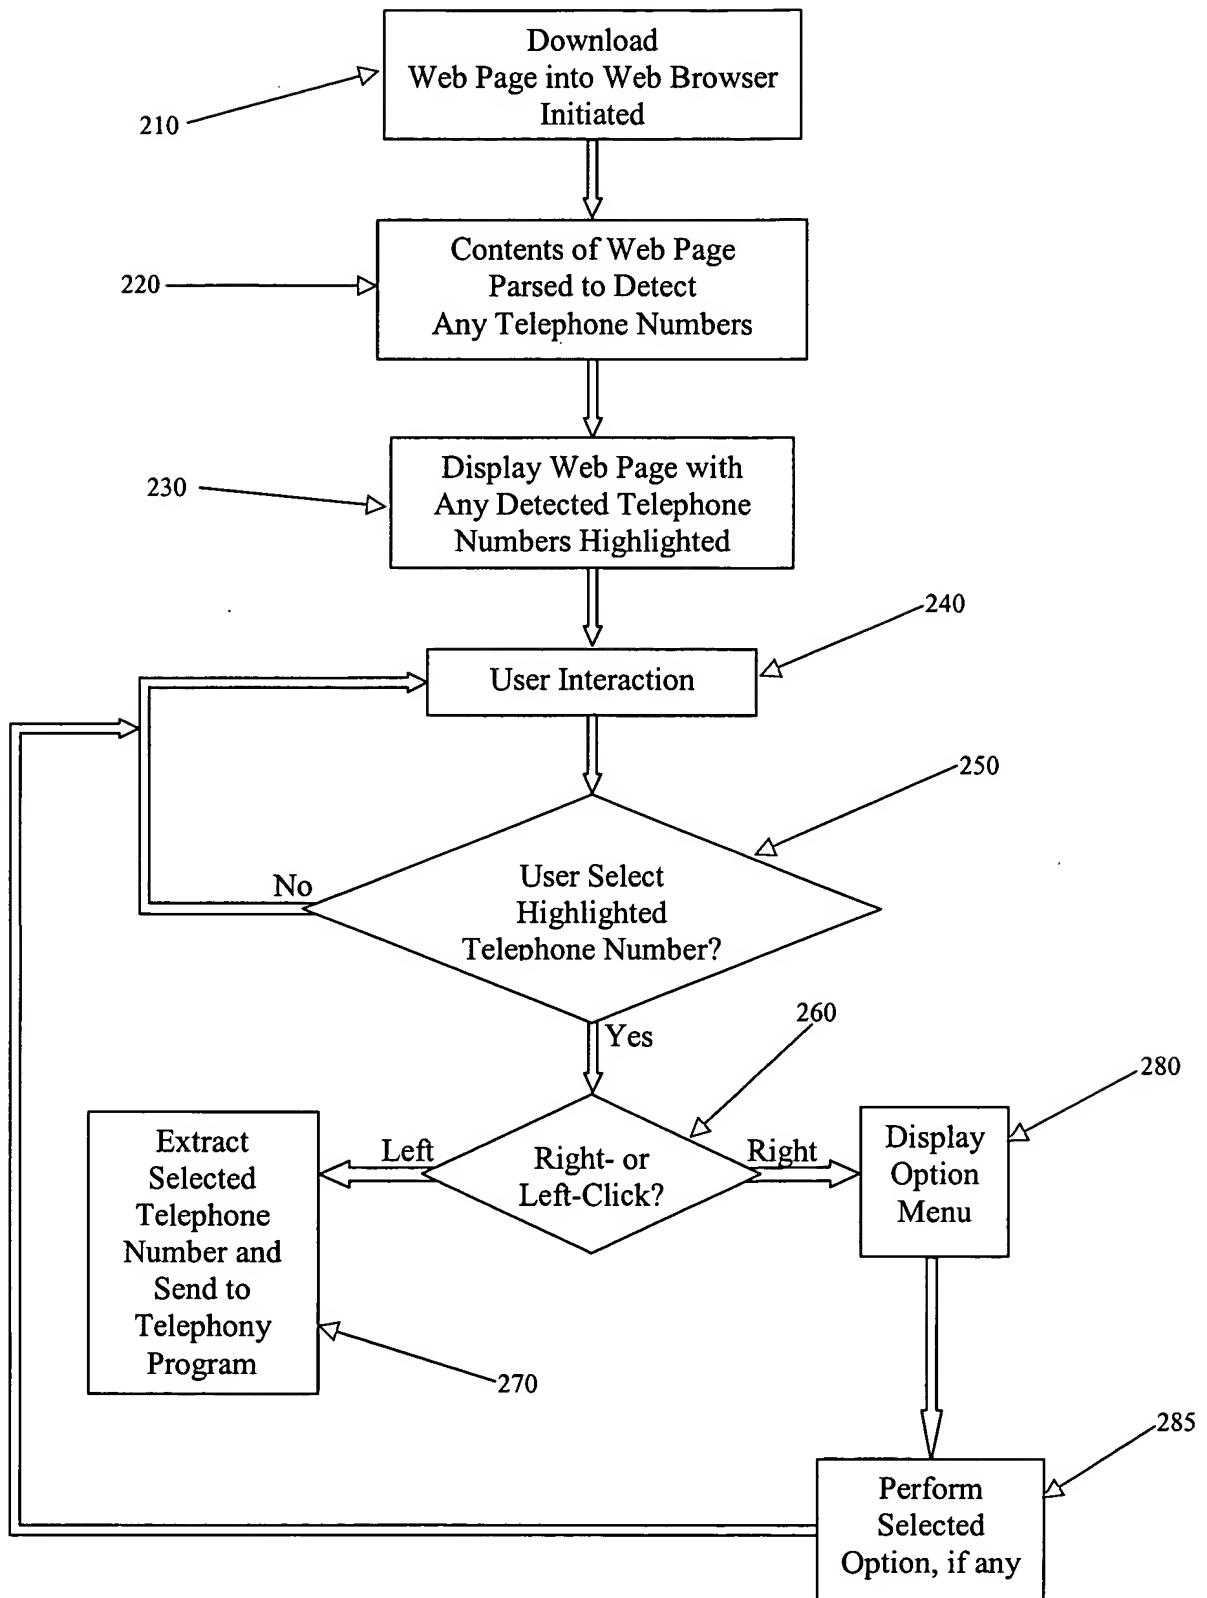 Download
Web Page into Web Browser
Initiated
210
Contents of Web Page
Parsed to Detect
Any Telephone Numbers
220
Display Web Page with
Any Detected Telephone
Numbers Highlighted
230
240
User Interaction
250
User Select
Highlighted
Telephone Number?
No
Yes
260
Right- or
Left-Click?
Left
Right
280
Display
Option
Menu
Extract
Selected
Telephone
Number and
Send to
Telephony
Program
270
285
Perform
Selected
Option, if any